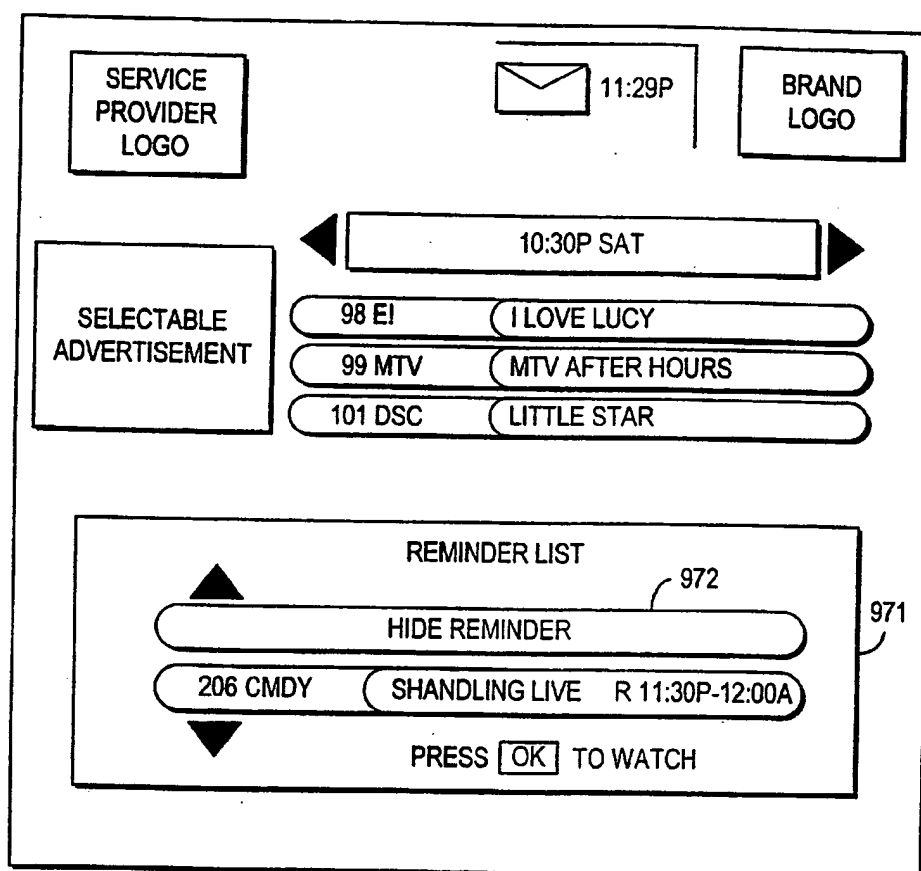 SERVICE
PROVIDER
LOGO
11:29P
BRAND
LOGO
10:30P SAT
SELECTABLE
ADVERTISEMENT
98 E! I LOVE LUCY
99 MTV MTV AFTER HOURS
101 DSC LITTLE STAR
REMINDER LIST
972
971
HIDE REMINDER
206 CMDY SHANDLING LIVE R 11:30P-12:00A
PRESS OK TO WATCH